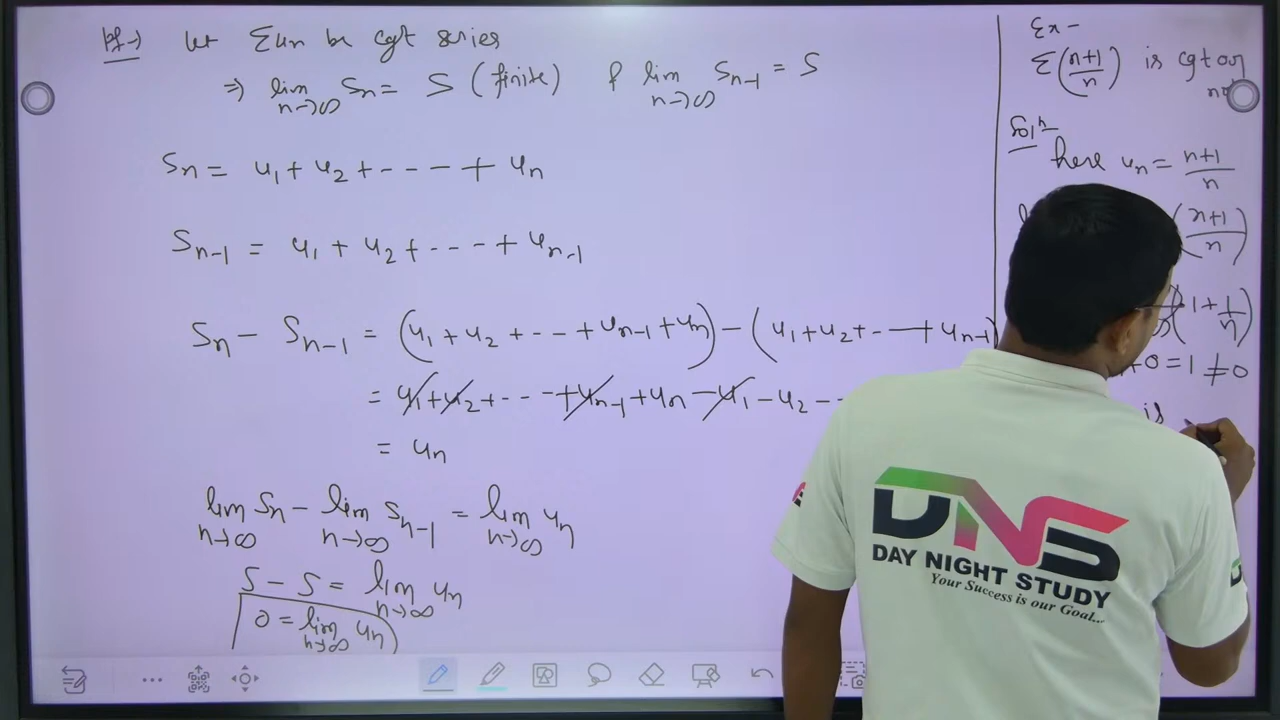 Pf→) let Σun be cgt series
⇒ lim n→∞ Sn = S (finite) & lim n→∞ Sn-1 = S
Sn = u1 + u2 + ---- + un
Sn-1 = u1 + u2 + ---- + un-1
Sn - Sn-1 = (u1 + u2 + --- + un-1 + un) - (u1 + u2 + -- + un-1)
= u1 + u2 + --- + un-1 + un - u1 - u2 --
= un
lim n→∞ Sn - lim n→∞ Sn-1 = lim n→∞ un
S - S = lim n→∞ un
0 = lim n→∞ un
Ex-
Σ(n+1/n) is cgt or
Solⁿ
here un = n+1/n
(n+1/n)
(1+1/n)
+0 = 1 ≠ 0
is
DNS
DAY NIGHT STUDY
Your Success is our Goal...